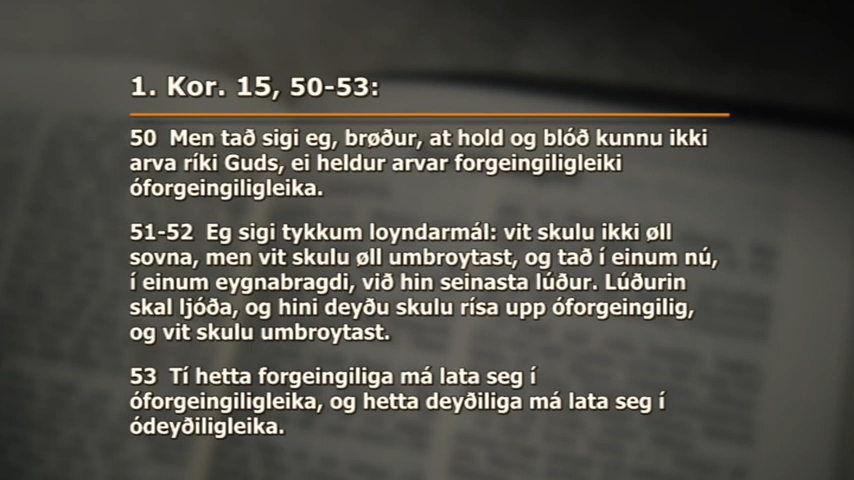 1. Kor. 15, 50-53:
50 Men tað sigi eg, brøður, at hold og blóð kunnu ikki
arva ríki Guds, ei heldur arvar forgeingiligleiki
óforgeingiligleika.
51-52 Eg sigi tykkum loyndarmál: vit skulu ikki øll
sovna, men vit skulu øll umbroytast, og tað í einum nú,
í einum eygnabragdi, við hin seinasta lúður. Lúðurin
skal ljóða, og hini deyðu skulu rísa upp óforgeingilig,
og vit skulu umbroytast.
53 Tí hetta forgeingiliga má lata seg í
óforgeingiligleika, og hetta deyðiliga má lata seg í
ódeyðiligleika.